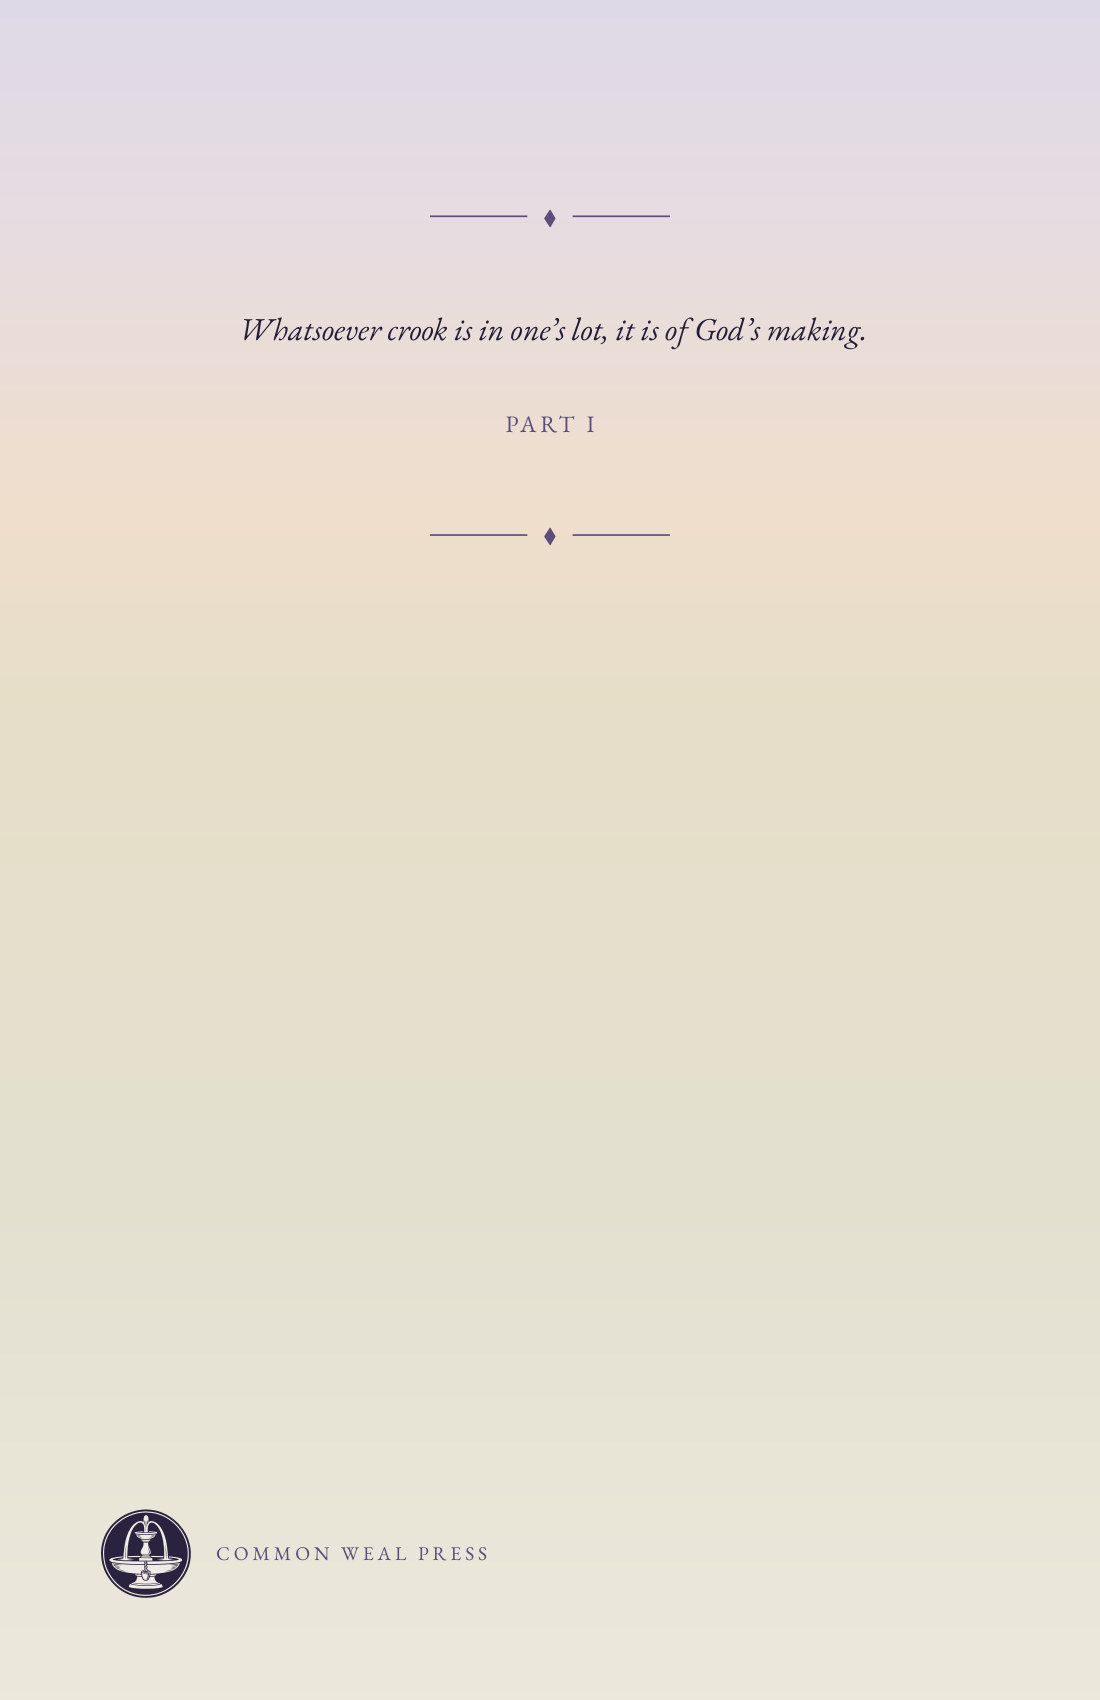 Whatsoever crook is in one’s lot, it is of God’s making.
PART I
COMMON WEAL PRESS